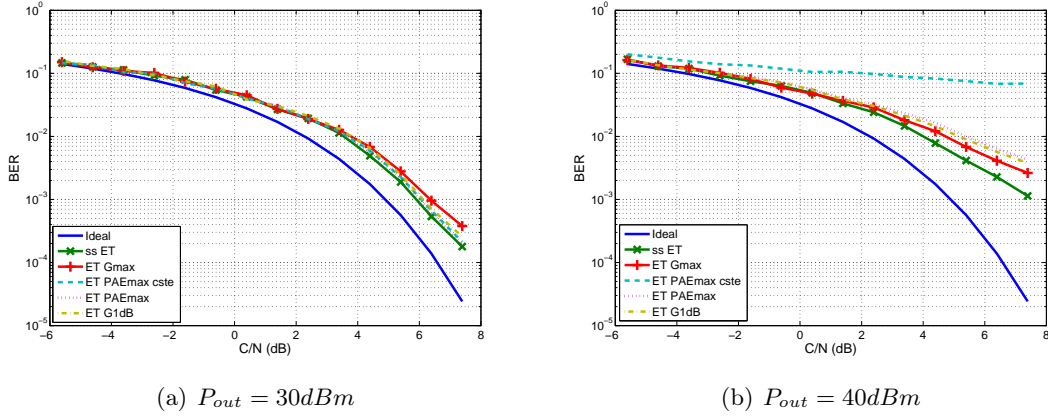 10^0
10^-1
10^-2
10^-3
10^-4
10^-5
BER
Ideal
ss ET
ET Gmax
ET PAEmax cste
ET PAEmax
ET G1dB
−6 −4 −2 0 2 4 6 8
C/N (dB)
(a) P_out = 30dBm
10^0
10^-1
10^-2
10^-3
10^-4
10^-5
BER
Ideal
ss ET
ET Gmax
ET PAEmax cste
ET PAEmax
ET G1dB
−6 −4 −2 0 2 4 6 8
C/N (dB)
(b) P_out = 40dBm